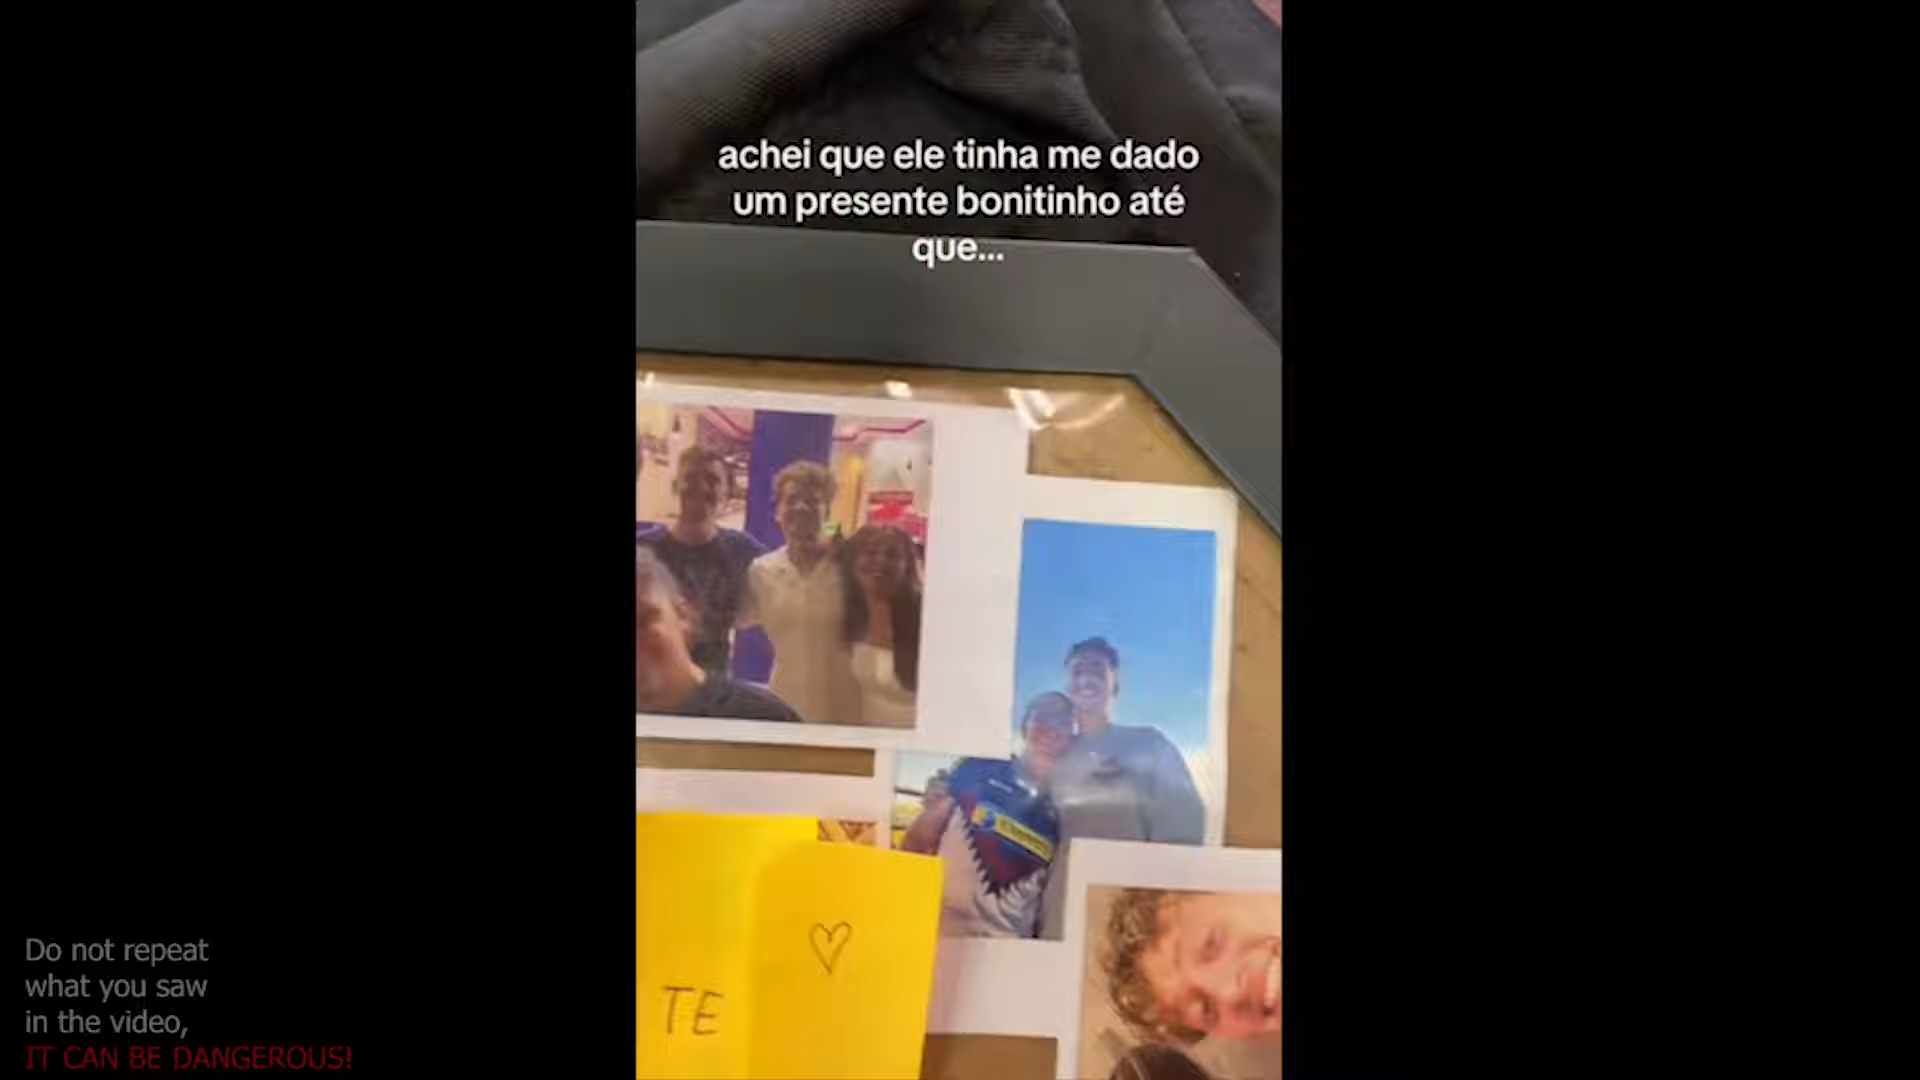 achei que ele tinha me dado
um presente bonitinho até
que...
TE
Do not repeat
what you saw
in the video,
IT CAN BE DANGEROUS!